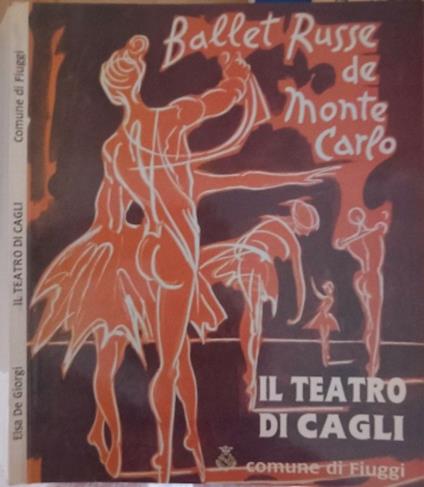 Ballet Russe
de
Monte
Carlo
IL TEATRO
DI CAGLI
comune di Fiuggi
Elsa De Giorgi
IL TEATRO DI CAGLI
Comune di Fiuggi